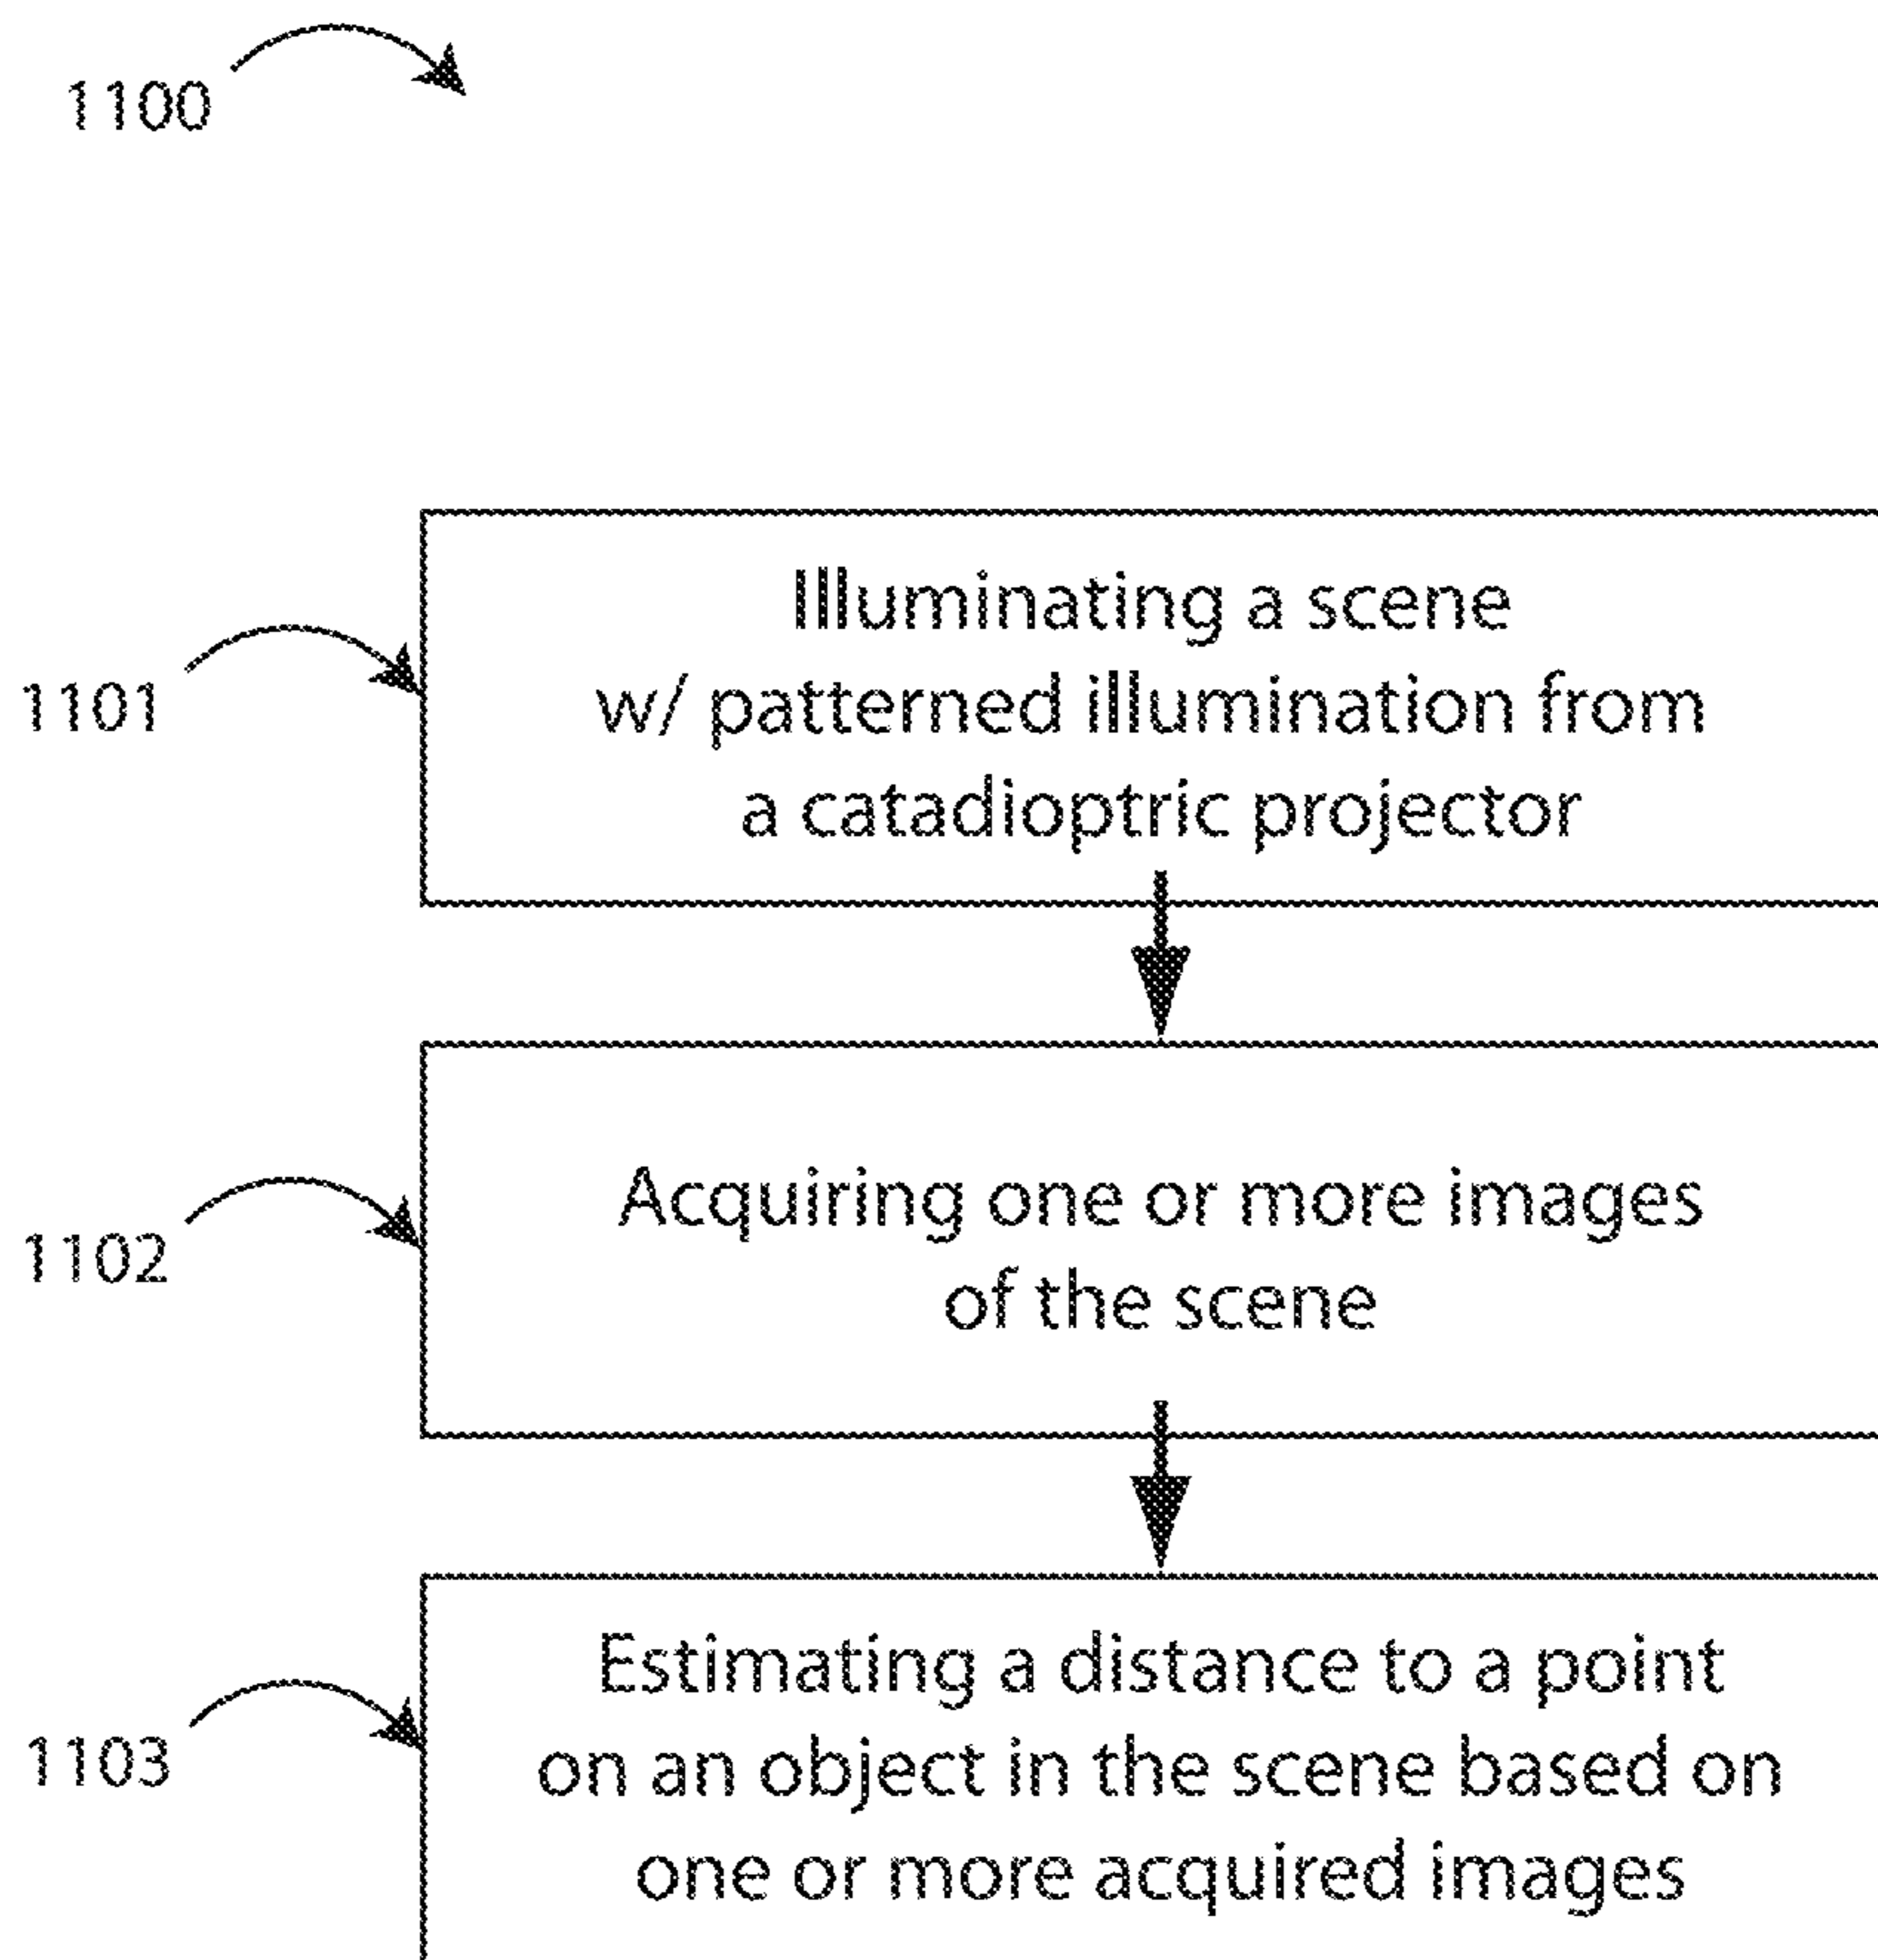 1100
1101
Illuminating a scene
w/ patterned illumination from
a catadioptric projector
1102
Acquiring one or more images
of the scene
1103
Estimating a distance to a point
on an object in the scene based on
one or more acquired images